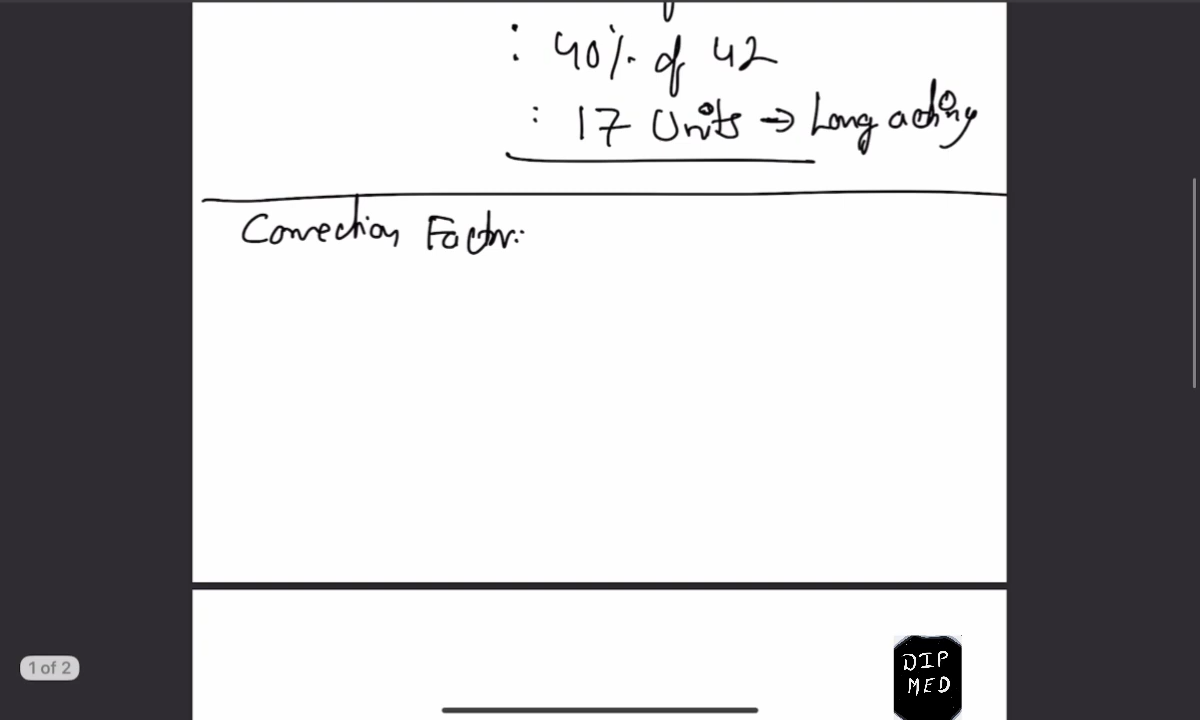 : 40% of 42
: 17 Units → Long acting
Correction Factor:
1 of 2
DIP
MED